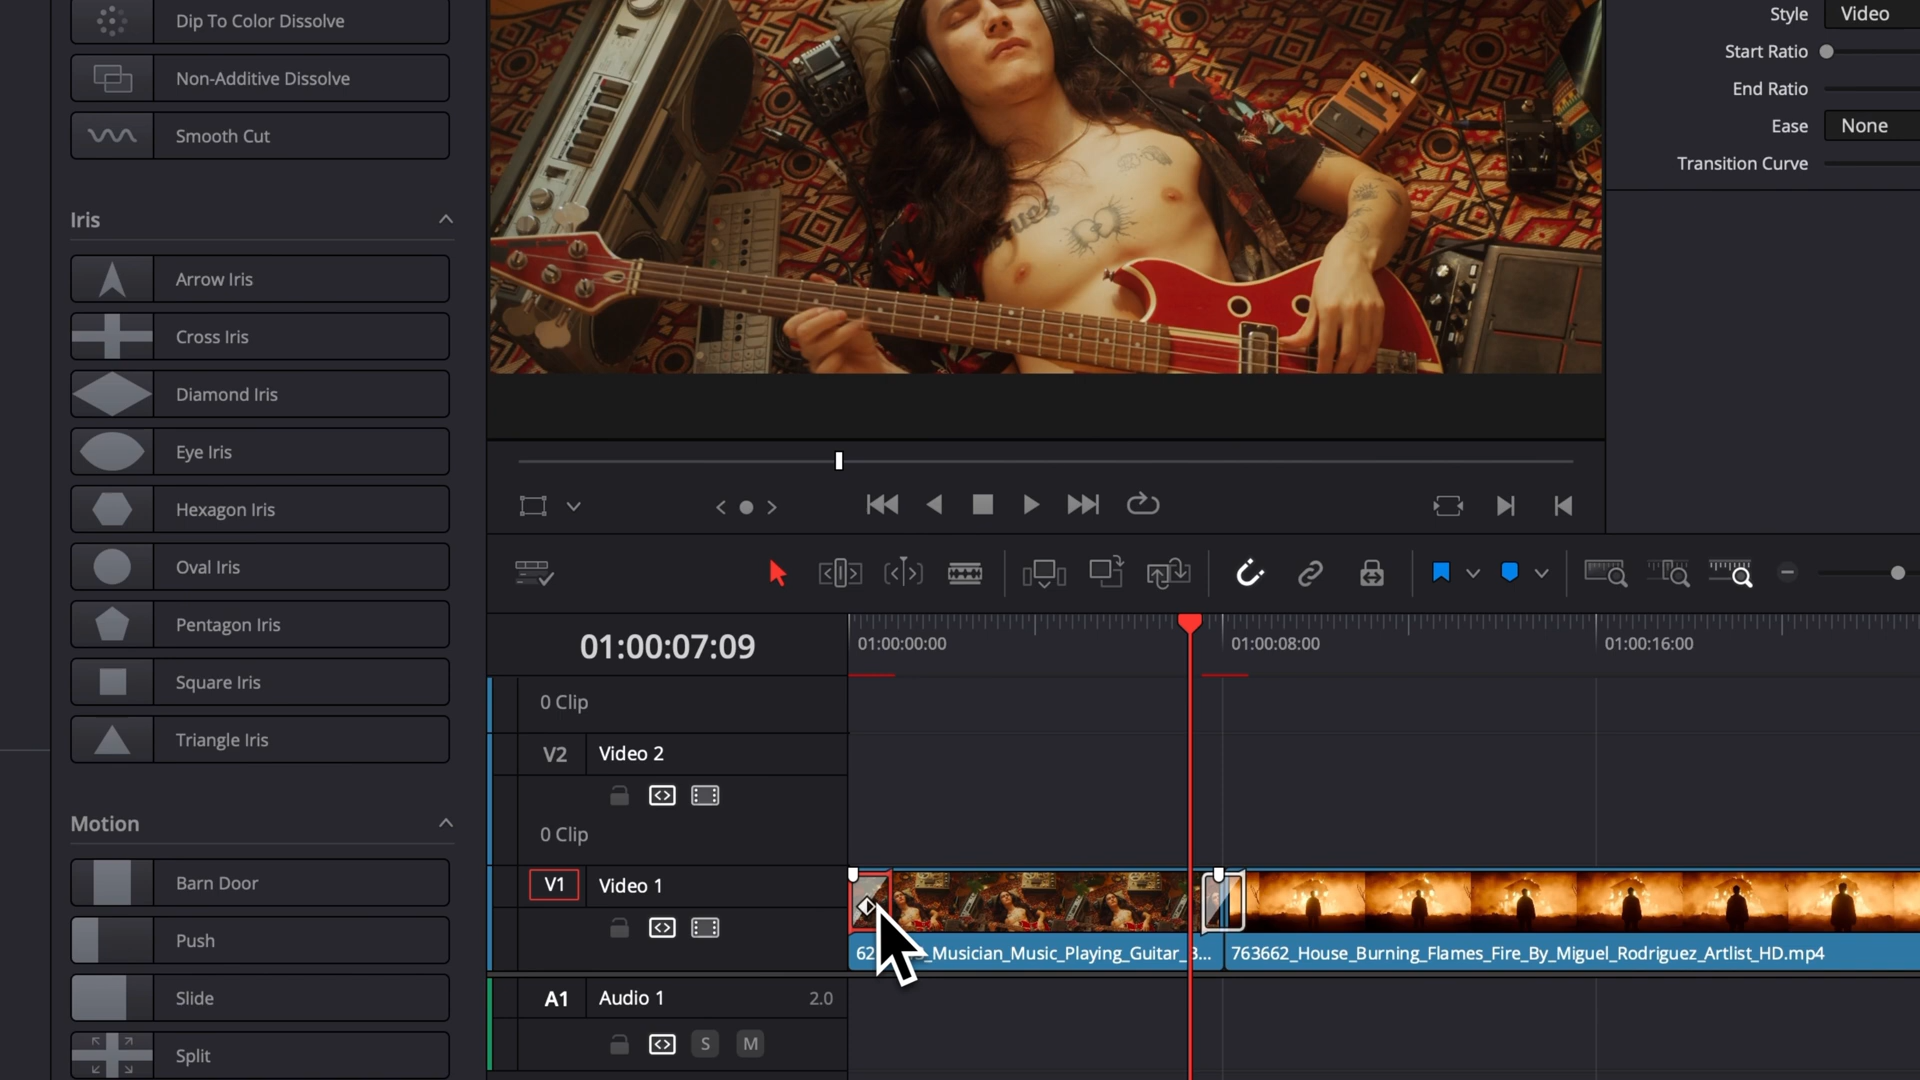 Dip To Color Dissolve
Non-Additive Dissolve
Smooth Cut
Iris
Arrow Iris
Cross Iris
Diamond Iris
Eye Iris
Hexagon Iris
Oval Iris
Pentagon Iris
Square Iris
Triangle Iris
Motion
Barn Door
Push
Slide
Split
Style Video
Start Ratio
End Ratio
Ease None
Transition Curve
01:00:07:09
01:00:00:00 01:00:08:00 01:00:16:00
0 Clip
V2 Video 2
0 Clip
V1 Video 1
_Musician_Music_Playing_Guitar_B... 763662_House_Burning_Flames_Fire_By_Miguel_Rodriguez_Artlist_HD.mp4
A1 Audio 1 2.0
S M